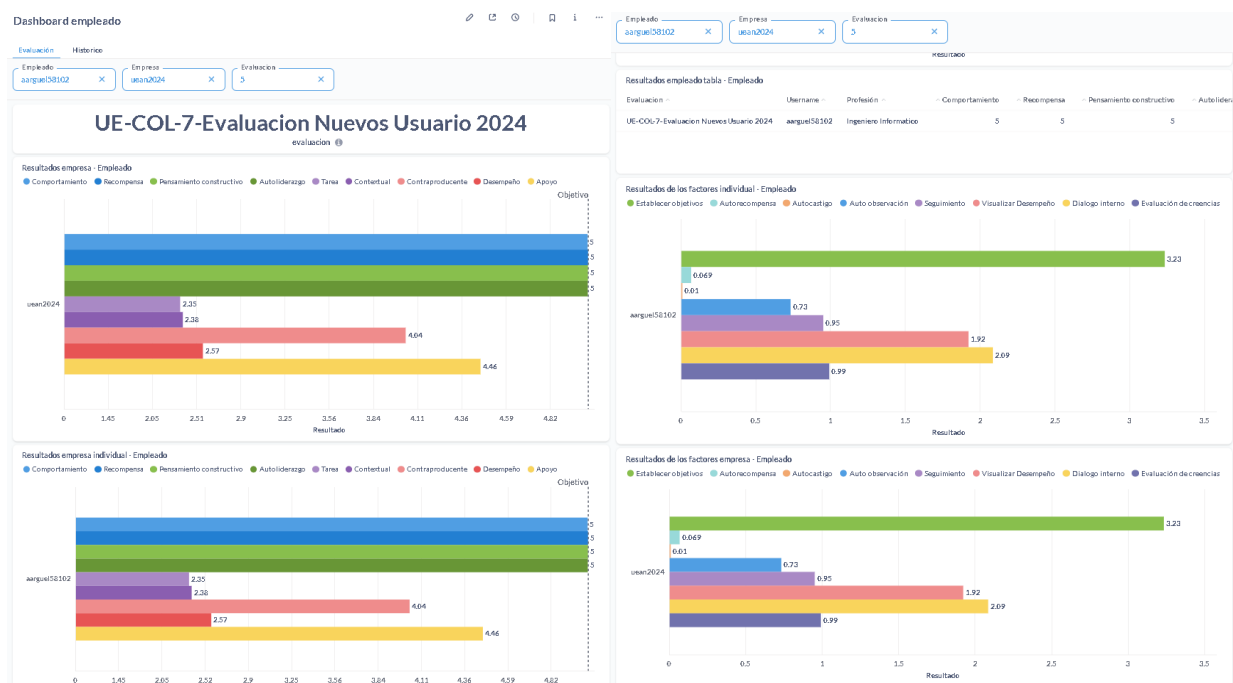 Dashboard empleado
Evaluación Historico
Empleado Empresa Evaluacion
aarguel58102 uean2024 5
UE-COL-7-Evaluacion Nuevos Usuario 2024
evaluacion
Resultados empresa - Empleado
Comportamiento Recompensa Pensamiento constructivo Autoliderazgo Tarea Contextual Contraproducente Desempeño Apoyo
Objetivo
5
5
5
5
uean2024
2.35
2.38
4.04
2.57
4.46
0 1.45 2.05 2.51 2.9 3.25 3.56 3.84 4.11 4.36 4.59 4.82
Resultado
Resultados empresa individual - Empleado
Comportamiento Recompensa Pensamiento constructivo Autoliderazgo Tarea Contextual Contraproducente Desempeño Apoyo
Objetivo
5
5
5
5
aarguel58102
2.35
2.38
4.04
2.57
4.46
0 1.45 2.05 2.52 2.9 3.25 3.56 3.85 4.11 4.36 4.59 4.82
Empleado Empresa Evaluacion
aarguel58102 uean2024 5
Resultado
Resultados empleado tabla - Empleado
Evaluacion Username Profesión Comportamiento Recompensa Pensamiento constructivo Autolidera
UE-COL-7-Evaluacion Nuevos Usuario 2024 aarguel58102 Ingeniero Informatico 5 5 5
Resultados de los factores individual - Empleado
Establecer objetivos Autorecompensa Autocastigo Auto observación Seguimiento Visualizar Desempeño Dialogo interno Evaluación de creencias
3.23
0.069
0.01
0.73
aarguel58102
0.95
1.92
2.09
0.99
0 0.5 1 1.5 2 2.5 3 3.5
Resultado
Resultados de los factores empresa - Empleado
Establecer objetivos Autorecompensa Autocastigo Auto observación Seguimiento Visualizar Desempeño Dialogo interno Evaluación de creencias
3.23
0.069
0.01
0.73
uean2024
0.95
1.92
2.09
0.99
0 0.5 1 1.5 2 2.5 3 3.5
Resultado